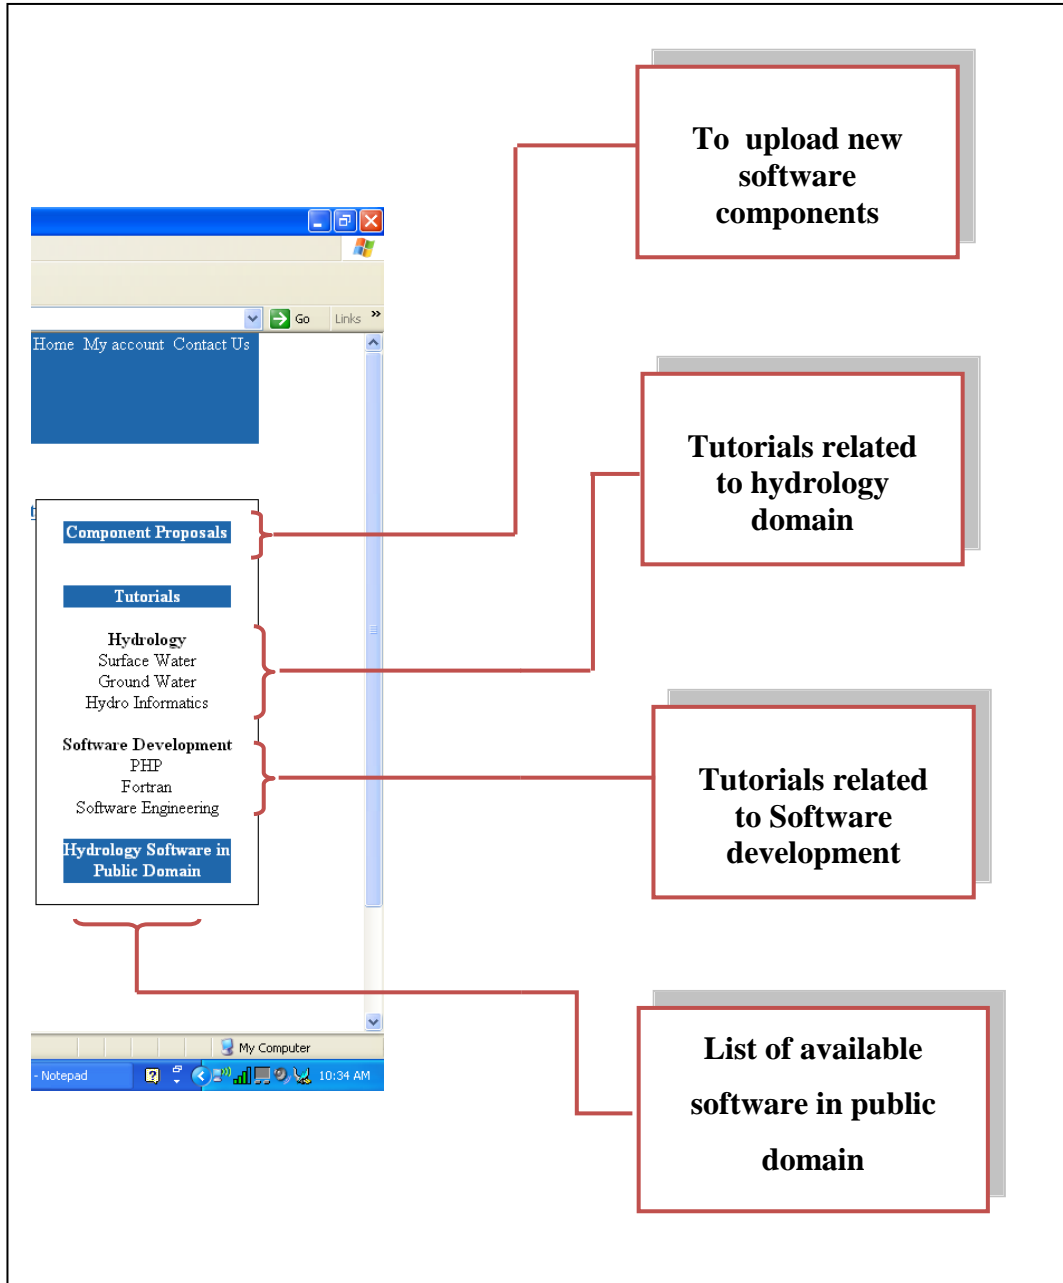 To upload new
software
components
Go Links »
Home My account Contact Us
Component Proposals
Tutorials
Hydrology
Surface Water
Ground Water
Hydro Informatics
Software Development
PHP
Fortran
Software Engineering
Hydrology Software in
Public Domain
Tutorials related
to hydrology
domain
Tutorials related
to Software
development
My Computer
- Notepad 10:34 AM
List of available
software in public
domain